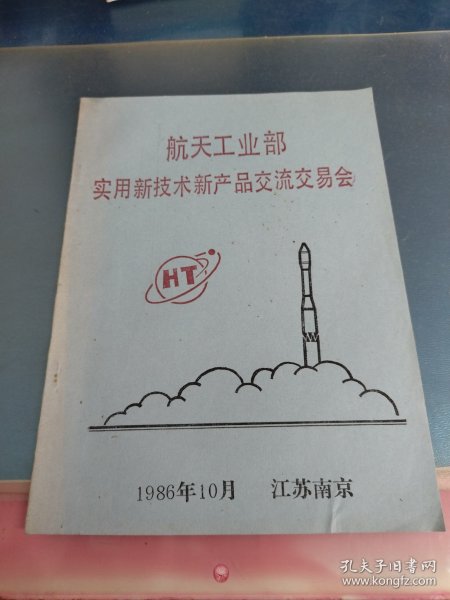 航天工业部
实用新技术新产品交流交易会
HT
1986年10月 江苏南京
孔夫子旧书网
www.kongfz.com